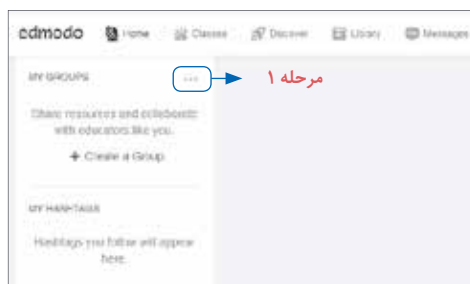 edmodo Home Classes Discover Library Messages
MY GROUPS ... مرحله ۱
Share resources and collaborate
with educators like you.
+ Create a Group
MY HASHTAGS
Hashtags you follow will appear
here.